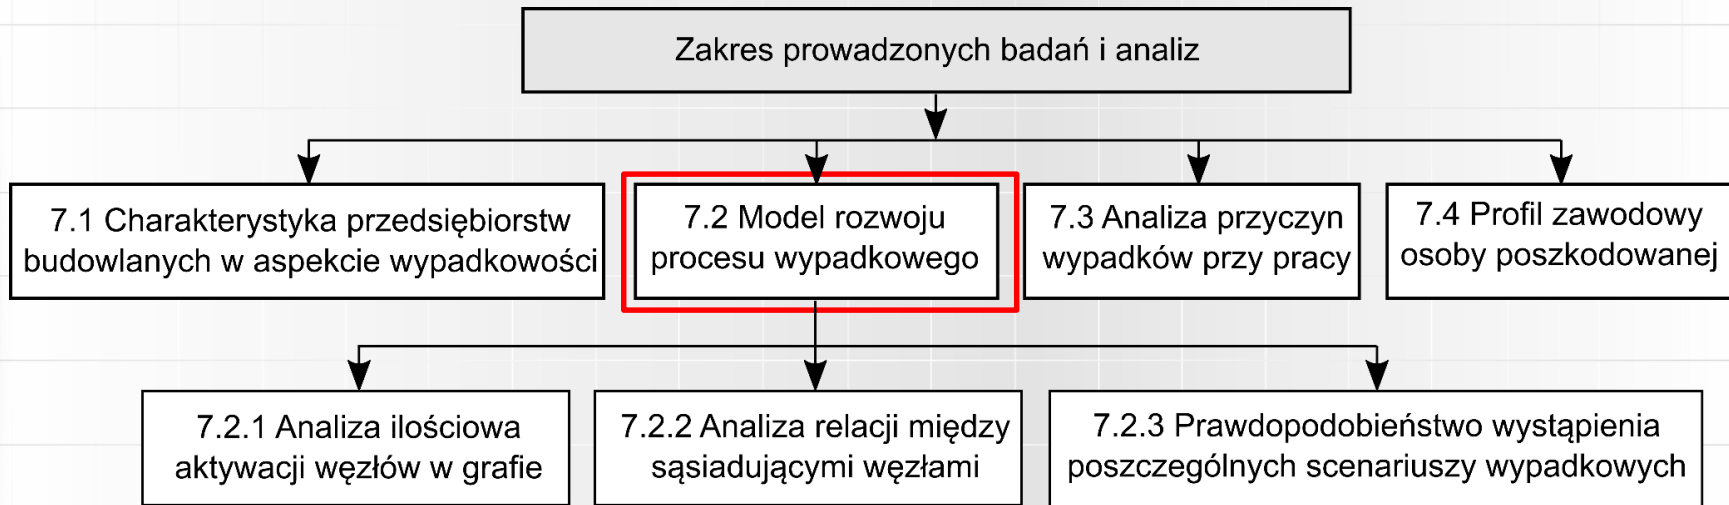 Zakres prowadzonych badań i analiz
7.1 Charakterystyka przedsiębiorstw
budowlanych w aspekcie wypadkowości
7.2 Model rozwoju
procesu wypadkowego
7.3 Analiza przyczyn
wypadków przy pracy
7.4 Profil zawodowy
osoby poszkodowanej
7.2.1 Analiza ilościowa
aktywacji węzłów w grafie
7.2.2 Analiza relacji między
sąsiadującymi węzłami
7.2.3 Prawdopodobieństwo wystąpienia
poszczególnych scenariuszy wypadkowych